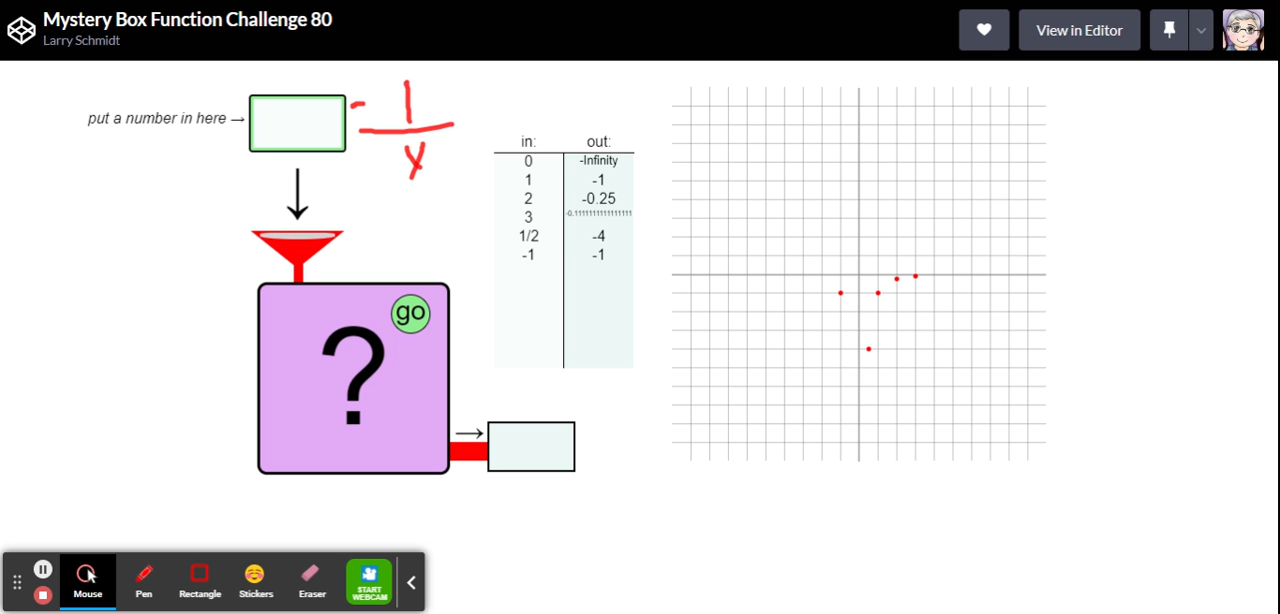 Mystery Box Function Challenge 80
Larry Schmidt
View in Editor
put a number in here →
- 1
x
in: out:
0 -Infinity
1 -1
2 -0.25
3 -0.1111111111111111
1/2 -4
-1 -1
go
?
Mouse
Pen
Rectangle
Stickers
Eraser
START
WEBCAM